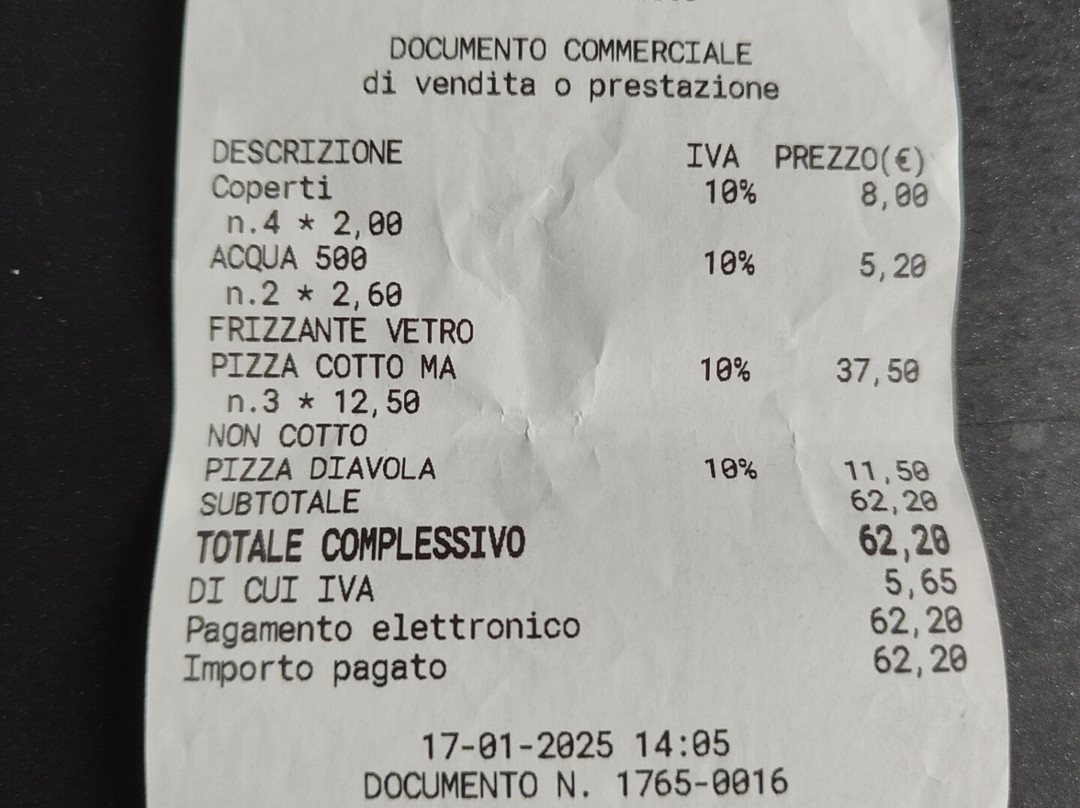 DOCUMENTO COMMERCIALE
di vendita o prestazione
DESCRIZIONE IVA PREZZO(€)
Coperti 10% 8,00
n.4 * 2,00
ACQUA 500 10% 5,20
n.2 * 2,60
FRIZZANTE VETRO
PIZZA COTTO MA 10% 37,50
n.3 * 12,50
NON COTTO
PIZZA DIAVOLA 10% 11,50
SUBTOTALE 62,20
TOTALE COMPLESSIVO 62,20
DI CUI IVA 5,65
Pagamento elettronico 62,20
Importo pagato 62,20
17-01-2025 14:05
DOCUMENTO N. 1765-0016